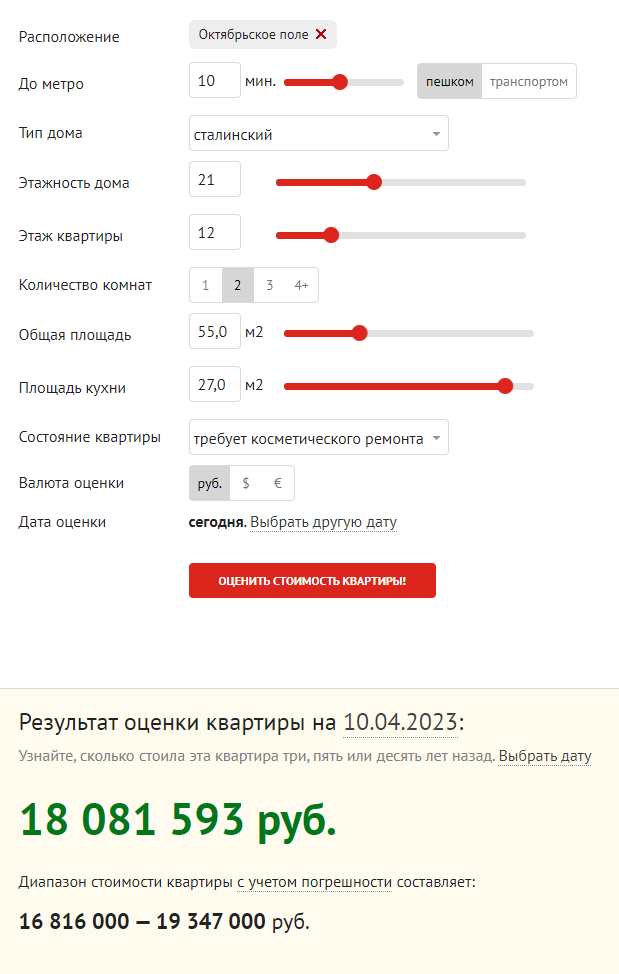 Расположение Октябрьское поле
До метро 10 мин. пешком транспортом
Тип дома сталинский
Этажность дома 21
Этаж квартиры 12
Количество комнат 1 2 3 4+
Общая площадь 55,0 м2
Площадь кухни 27,0 м2
Состояние квартиры требует косметического ремонта
Валюта оценки руб. $ €
Дата оценки сегодня. Выбрать другую дату
ОЦЕНИТЬ СТОИМОСТЬ КВАРТИРЫ!
Результат оценки квартиры на 10.04.2023:
Узнайте, сколько стоила эта квартира три, пять или десять лет назад. Выбрать дату
18 081 593 руб.
Диапазон стоимости квартиры с учетом погрешности составляет:
16 816 000 — 19 347 000 руб.